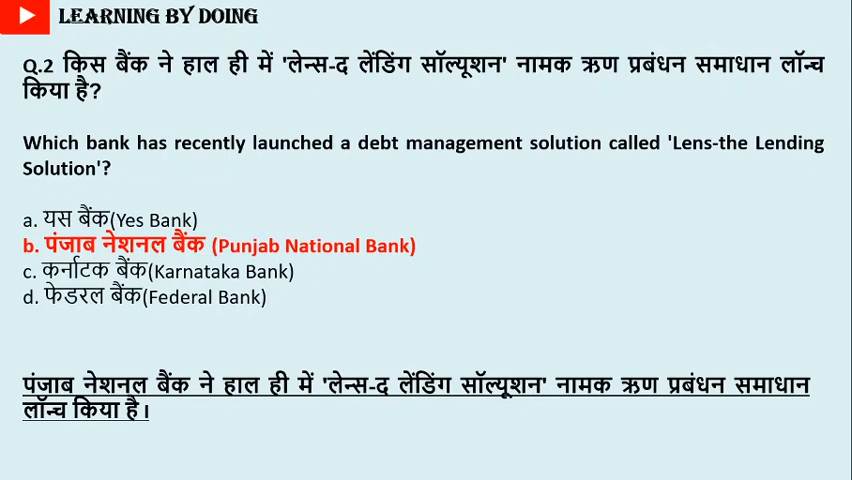 LEARNING BY DOING
Q.2 किस बैंक ने हाल ही में 'लेन्स-द लेंडिंग सॉल्यूशन' नामक ऋण प्रबंधन समाधान लॉन्च
किया है?
Which bank has recently launched a debt management solution called 'Lens-the Lending
Solution'?
a. यस बैंक(Yes Bank)
b. पंजाब नेशनल बैंक (Punjab National Bank)
c. कर्नाटक बैंक(Karnataka Bank)
d. फेडरल बैंक(Federal Bank)
पंजाब नेशनल बैंक ने हाल ही में 'लेन्स-द लेंडिंग सॉल्यूशन' नामक ऋण प्रबंधन समाधान
लॉन्च किया है।